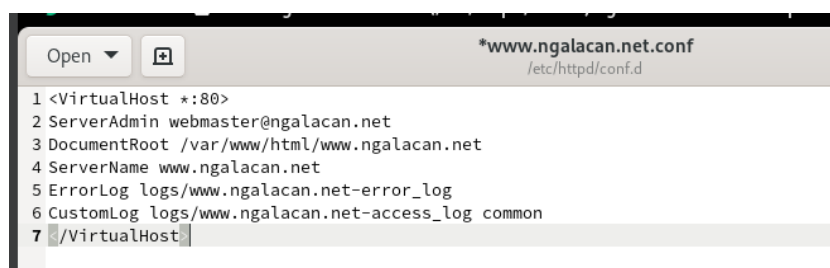 Open
*www.ngalacan.net.conf
/etc/httpd/conf.d
1 <VirtualHost *:80>
2 ServerAdmin webmaster@ngalacan.net
3 DocumentRoot /var/www/html/www.ngalacan.net
4 ServerName www.ngalacan.net
5 ErrorLog logs/www.ngalacan.net-error_log
6 CustomLog logs/www.ngalacan.net-access_log common
7 </VirtualHost>